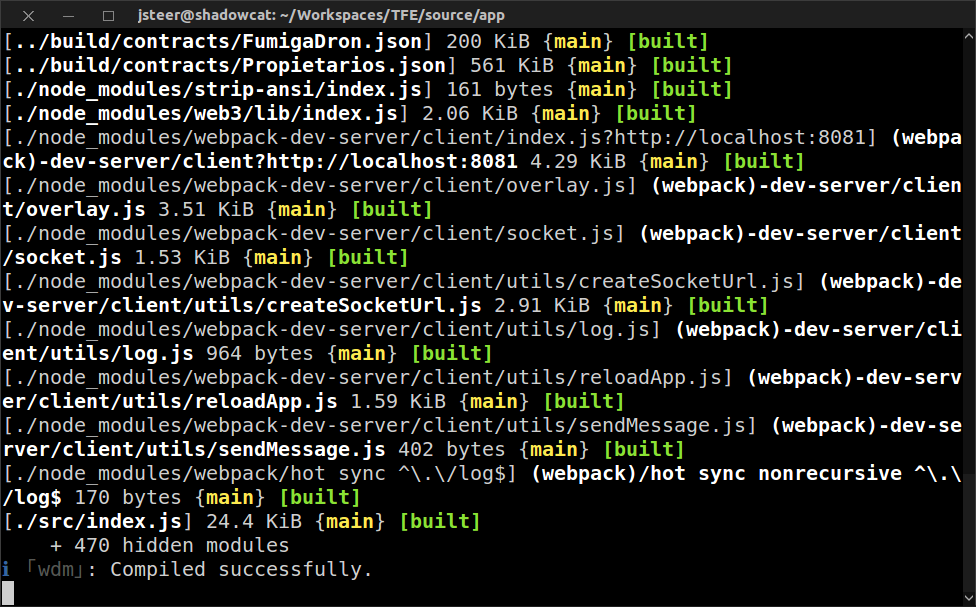 jsteer@shadowcat: ~/Workspaces/TFE/source/app
[../build/contracts/FumigaDron.json] 200 KiB {main} [built]
[../build/contracts/Propietarios.json] 561 KiB {main} [built]
[./node_modules/strip-ansi/index.js] 161 bytes {main} [built]
[./node_modules/web3/lib/index.js] 2.06 KiB {main} [built]
[./node_modules/webpack-dev-server/client/index.js?http://localhost:8081] (webpa
ck)-dev-server/client?http://localhost:8081 4.29 KiB {main} [built]
[./node_modules/webpack-dev-server/client/overlay.js] (webpack)-dev-server/clien
t/overlay.js 3.51 KiB {main} [built]
[./node_modules/webpack-dev-server/client/socket.js] (webpack)-dev-server/client
/socket.js 1.53 KiB {main} [built]
[./node_modules/webpack-dev-server/client/utils/createSocketUrl.js] (webpack)-de
v-server/client/utils/createSocketUrl.js 2.91 KiB {main} [built]
[./node_modules/webpack-dev-server/client/utils/log.js] (webpack)-dev-server/cli
ent/utils/log.js 964 bytes {main} [built]
[./node_modules/webpack-dev-server/client/utils/reloadApp.js] (webpack)-dev-serv
er/client/utils/reloadApp.js 1.59 KiB {main} [built]
[./node_modules/webpack-dev-server/client/utils/sendMessage.js] (webpack)-dev-se
rver/client/utils/sendMessage.js 402 bytes {main} [built]
[./node_modules/webpack/hot sync ^\.\/log$] (webpack)/hot sync nonrecursive ^\.\
/log$ 170 bytes {main} [built]
[./src/index.js] 24.4 KiB {main} [built]
+ 470 hidden modules
ℹ ｢wdm｣: Compiled successfully.